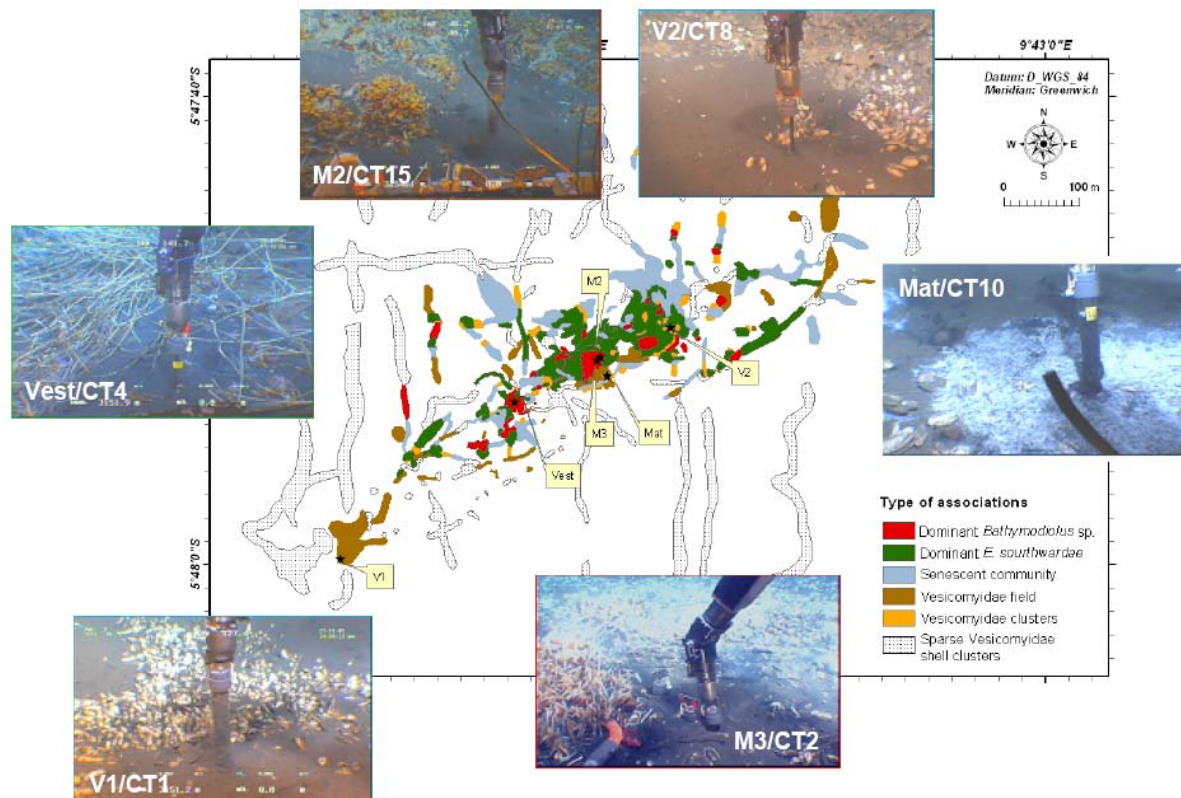 M2/CT15
V2/CT8
9°43'0"E
Datum: D_WGS_84
Meridian: Greenwich
N
W E
S
0 100 m
5°47'40"S
Vest/CT4
Mat/CT10
M2
V2
M3
Mat
Vest
V1
5°48'0"S
Type of associations
Dominant Bathymodiolus sp.
Dominant E. sourthwardae
Senescent community
Vesicomyidae field
Vesicomyidae clusters
Sparse Vesicomyidae
shell clusters
V1/CT1
M3/CT2